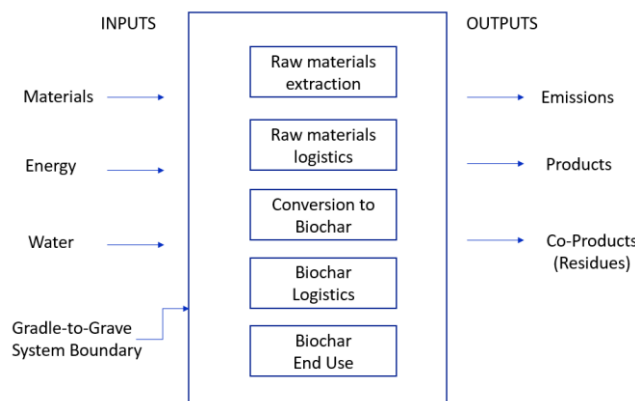 INPUTS
OUTPUTS
Raw materials
extraction
Materials
Emissions
Raw materials
logistics
Energy
Products
Conversion to
Biochar
Water
Co-Products
(Residues)
Biochar
Logistics
Gradle-to-Grave
System Boundary
Biochar
End Use